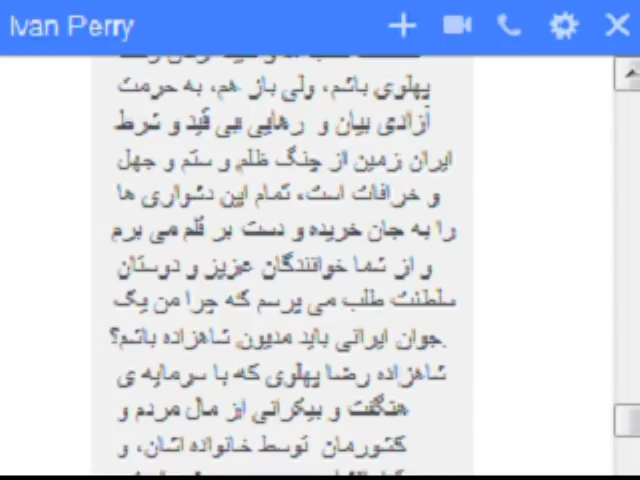 Ivan Perry
پهلوی باشم، ولی باز هم، به حرمت
آزادی بیان و رهایی بی قید و شرط
ایران زمین از چنگ ظلم و ستم و جهل
و خرافات است، تمام این دشواری ها
را به جان خریده و دست بر قلم می برم
و از شما خوانندگان عزیز و دوستان
سلطنت طلب می پرسم که چرا من یک
جوان ایرانی باید مدیون شاهزاده باشم؟
شاهزاده رضا پهلوی که با سرمایه ی
هنگفت و بیکرانی از مال مردم و
کشورمان توسط خانواده اشان، و